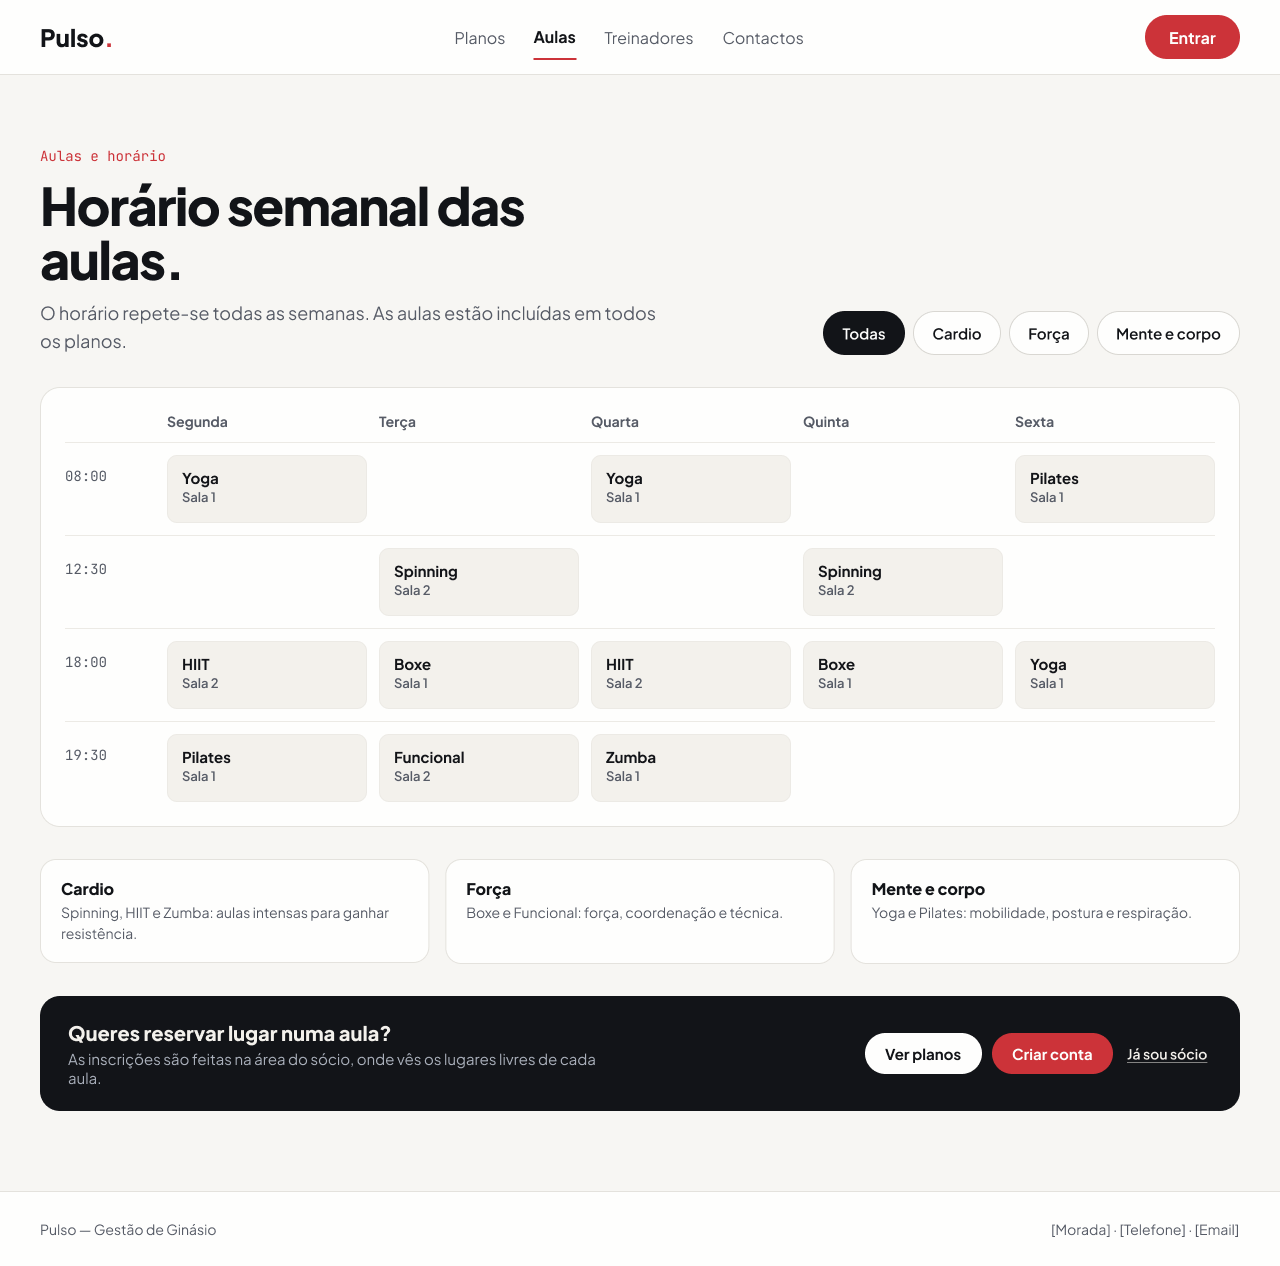 Pulso.
Planos
Aulas
Treinadores
Contactos
Entrar
Aulas e horário
Horário semanal das
aulas.
O horário repete-se todas as semanas. As aulas estão incluídas em todos
os planos.
Todas
Cardio
Força
Mente e corpo
Segunda
Terça
Quarta
Quinta
Sexta
08:00
Yoga
Sala 1
Yoga
Sala 1
Pilates
Sala 1
12:30
Spinning
Sala 2
Spinning
Sala 2
18:00
HIIT
Sala 2
Boxe
Sala 1
HIIT
Sala 2
Boxe
Sala 1
Yoga
Sala 1
19:30
Pilates
Sala 1
Funcional
Sala 2
Zumba
Sala 1
Cardio
Spinning, HIIT e Zumba: aulas intensas para ganhar
resistência.
Força
Boxe e Funcional: força, coordenação e técnica.
Mente e corpo
Yoga e Pilates: mobilidade, postura e respiração.
Queres reservar lugar numa aula?
As inscrições são feitas na área do sócio, onde vês os lugares livres de cada
aula.
Ver planos
Criar conta
Já sou sócio
Pulso — Gestão de Ginásio
[Morada] · [Telefone] · [Email]